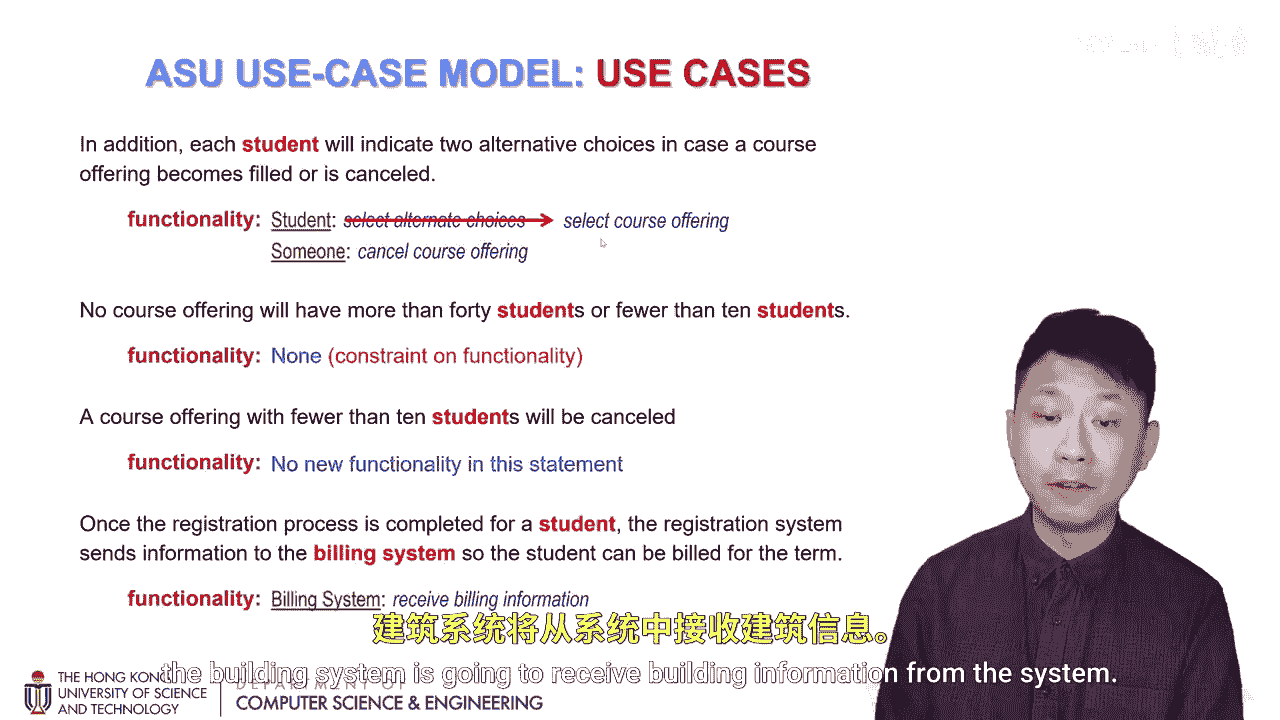 ASU USE-CASE MODEL: USE CASES
In addition, each student will indicate two alternative choices in case a course
offering becomes filled or is canceled.
functionality: Student: select alternate choices select course offering
Someone: cancel course offering
No course offering will have more than forty students or fewer than ten students.
functionality: None (constraint on functionality)
A course offering with fewer than ten students will be canceled
functionality: No new functionality in this statement
Once the registration process is completed for a student, the registration system
sends information to the billing system so the student can be billed for the term.
functionality: Billing System: receive billing information
建筑系统将从系统中接收建筑信息。
the building system is going to receive building information from the system.
THE HONG KONG
UNIVERSITY OF SCIENCE
AND TECHNOLOGY
DEPARTMENT OF
COMPUTER SCIENCE & ENGINEERING